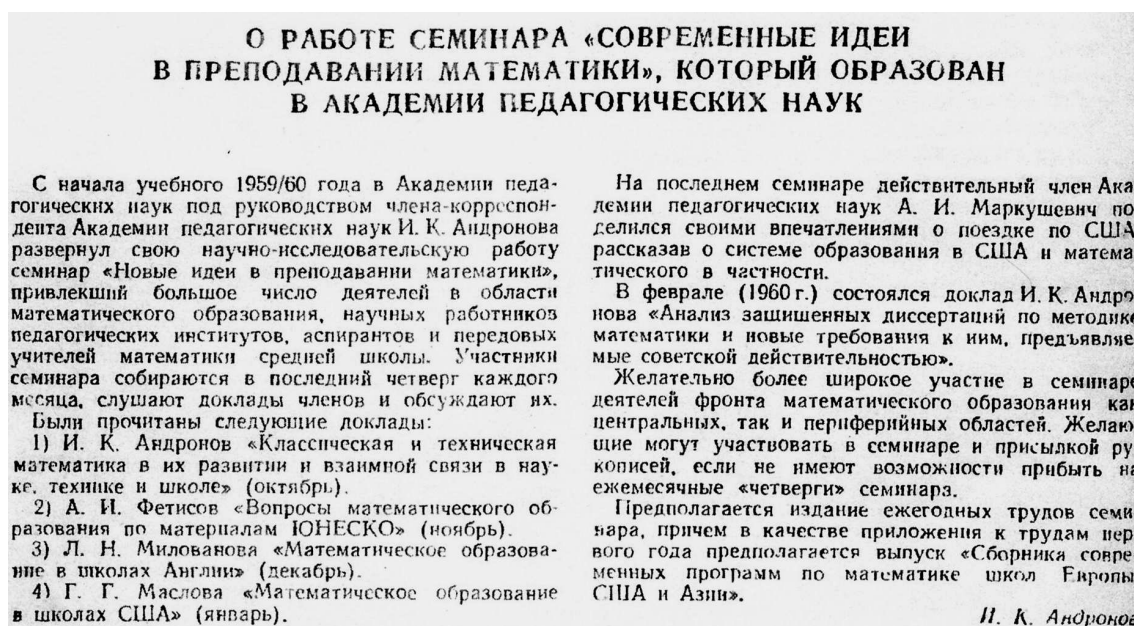 О РАБОТЕ СЕМИНАРА «СОВРЕМЕННЫЕ ИДЕИ
В ПРЕПОДАВАНИИ МАТЕМАТИКИ», КОТОРЫЙ ОБРАЗОВАН
В АКАДЕМИИ ПЕДАГОГИЧЕСКИХ НАУК
С начала учебного 1959/60 года в Академии педа-
гогических наук под руководством члена-корреспон-
дента Академии педагогических наук И. К. Андронова
развернул свою научно-исследовательскую работу
семинар «Новые идеи в преподавании математики»,
привлекший большое число деятелей в области
математического образования, научных работников
педагогических институтов, аспирантов и передовых
учителей математики средней школы. Участники
семинара собираются в последний четверг каждого
месяца, слушают доклады членов и обсуждают их.
Были прочитаны следующие доклады:
1) И. К. Андронов «Классическая и техническая
математика в их развитии и взаимной связи в нау-
ке, технике и школе» (октябрь).
2) А. И. Фетисов «Вопросы математического об-
разования по материалам ЮНЕСКО» (ноябрь).
3) Л. Н. Милованова «Математическое образова-
ние в школах Англии» (декабрь).
4) Г. Г. Маслова «Математическое образование
в школах США» (январь).
На последнем семинаре действительный член Ака
демии педагогических наук А. И. Маркушевич по
делился своими впечатлениями о поездке по США
рассказав о системе образования в США и матема
тического в частности.
В феврале (1960 г.) состоялся доклад И. К. Андро
нова «Анализ защишенных диссертаций по методике
математики и новые требования к ним, предъявляе
мые советской действительностью».
Желательно более широкое участие в семинаре
деятелей фронта математического образования как
центральных, так и периферийных областей. Желаю
щие могут участвовать в семинаре и присылкой ру
кописей, если не имеют возможности прибыть на
ежемесячные «четверги» семинара.
Предполагается издание ежегодных трудов семи
нара, причем в качестве приложения к трудам пер
вого года предполагается выпуск «Сборника совре
менных программ по математике школ Европы
США и Азии».
И. К. Андронов